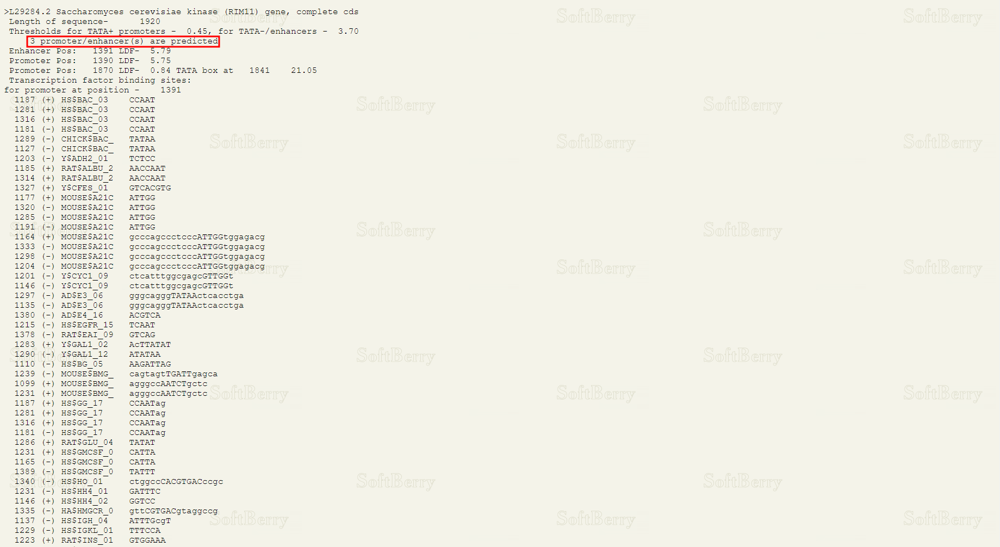 >L29284.2 Saccharomyces cerevisiae kinase (RIM11) gene, complete cds
Length of sequence-      1920
Thresholds for TATA+ promoters -  0.45, for TATA-/enhancers -  3.70
3 promoter/enhancer(s) are predicted
Enhancer Pos:   1391 LDF-  5.79
Promoter Pos:   1390 LDF-  5.75
Promoter Pos:   1870 LDF-  0.84 TATA box at   1841    21.05
Transcription factor binding sites:
for promoter at position -    1391
1187 (+) HS$BAC_03    CCAAT
1281 (+) HS$BAC_03    CCAAT
1316 (+) HS$BAC_03    CCAAT
1181 (-) HS$BAC_03    CCAAT
1289 (-) CHICK$BAC_   TATAA
1127 (-) CHICK$BAC_   TATAA
1203 (-) Y$ADH2_01    TCTCC
1185 (+) RAT$ALBU_2   AACCAAT
1314 (+) RAT$ALBU_2   AACCAAT
1327 (+) Y$CFES_01    GTCACGTG
1177 (+) MOUSE$A21C   ATTGG
1320 (-) MOUSE$A21C   ATTGG
1285 (-) MOUSE$A21C   ATTGG
1191 (-) MOUSE$A21C   ATTGG
1164 (+) MOUSE$A21C   gcccagccctcccATTGGtggagacg
1333 (-) MOUSE$A21C   gcccagccctcccATTGGtggagacg
1298 (-) MOUSE$A21C   gcccagccctcccATTGGtggagacg
1204 (-) MOUSE$A21C   gcccagccctcccATTGGtggagacg
1201 (-) Y$CYC1_09    ctcatttggcgagcGTTGGt
1146 (-) Y$CYC1_09    ctcatttggcgagcGTTGGt
1297 (-) AD$E3_06     gggcagggTATAActcacctga
1135 (-) AD$E3_06     gggcagggTATAActcacctga
1380 (-) AD$E4_16     ACGTCA
1215 (-) HS$EGFR_15   TCAAT
1378 (-) RAT$EAI_09   GTCAG
1283 (+) Y$GAL1_02    AcTTATAT
1290 (-) Y$GAL1_12    ATATAA
1110 (-) HS$BG_05     AAGATTAG
1239 (-) MOUSE$BMG_   cagtagtTGATTgagca
1099 (+) MOUSE$BMG_   agggccAATCTgctc
1231 (+) MOUSE$BMG_   agggccAATCTgctc
1187 (+) HS$GG_17     CCAATag
1281 (+) HS$GG_17     CCAATag
1316 (+) HS$GG_17     CCAATag
1181 (-) HS$GG_17     CCAATag
1286 (+) RAT$GLU_04   TATAT
1231 (+) HS$GMCSF_0   CATTA
1165 (-) HS$GMCSF_0   CATTA
1389 (-) HS$GMCSF_0   TATTT
1340 (-) HS$HO_01     ctggccCACGTGACccgc
1231 (-) HS$HH4_01    GATTTC
1146 (+) HS$HH4_02    GGTCC
1335 (-) HA$HMGCR_0   gttCGTGACgtaggccg
1137 (-) HS$IGH_04    ATTTGcgT
1229 (-) HS$IGKL_01   TTTCCA
1223 (+) RAT$INS_01   GTGGAAA